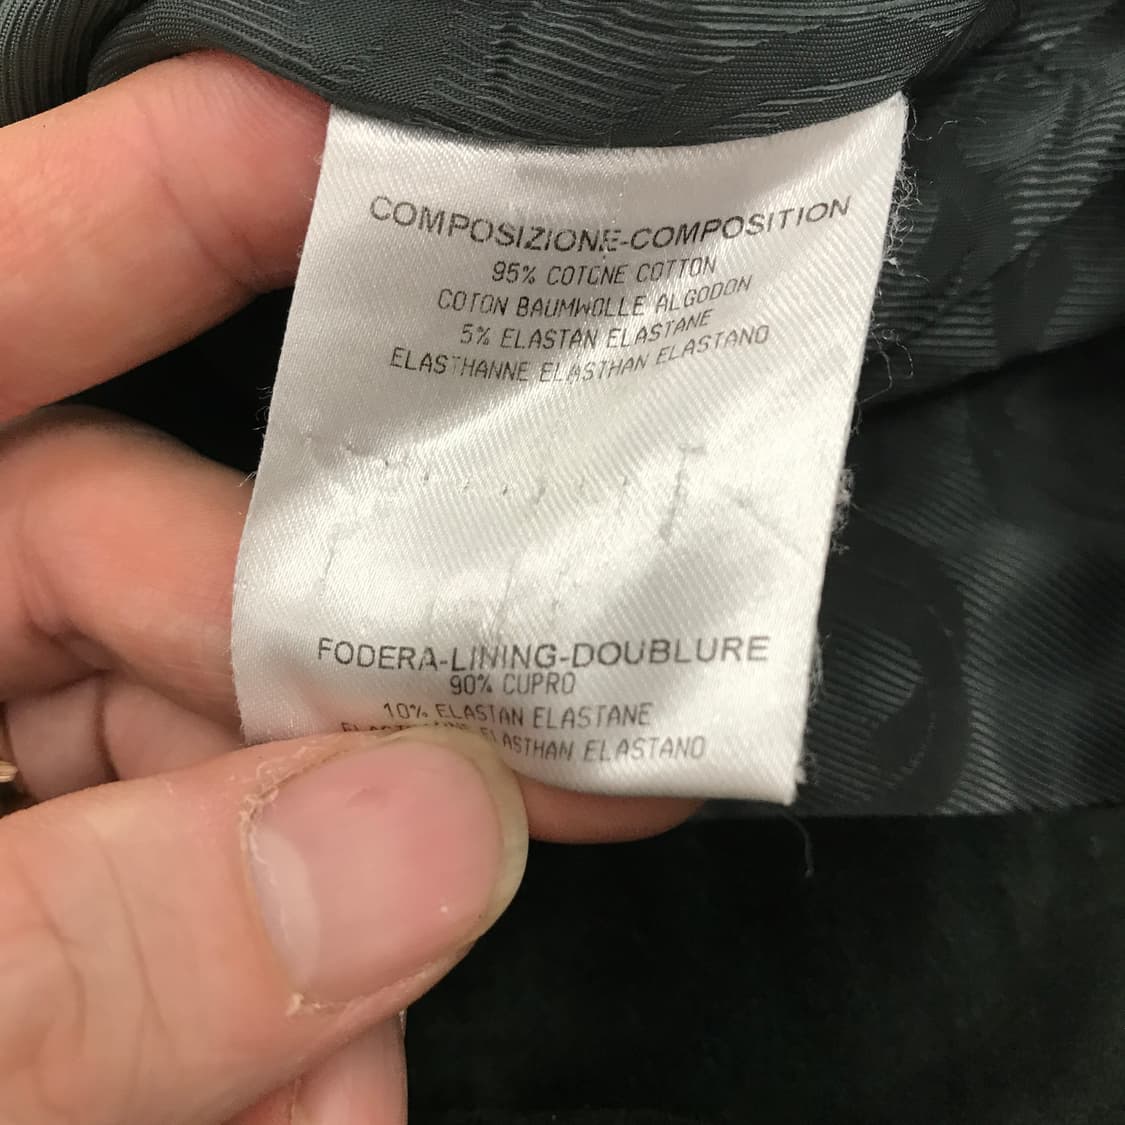 COMPOSIZIONE-COMPOSITION
95% COTONE COTTON
COTON BAUMWOLLE ALGODON
5% ELASTAN ELASTANE
ELASTHANNE ELASTHAN ELASTANO
FODERA-LINING-DOUBLURE
90% CUPRO
10% ELASTAN ELASTANE
ELASTHAN ELASTANO